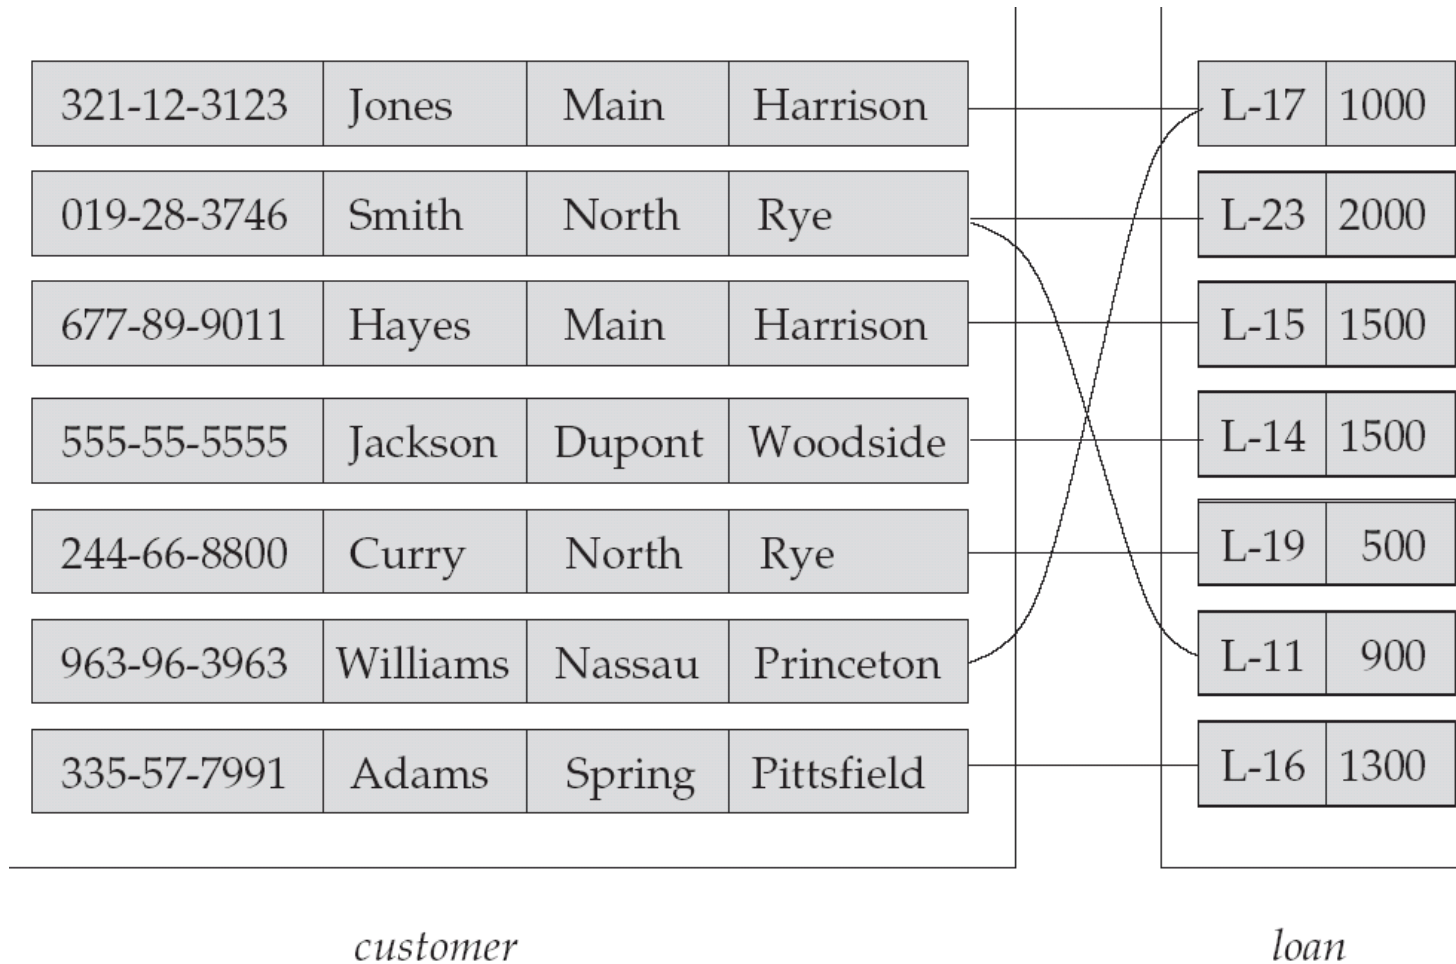 321-12-3123 Jones Main Harrison L-17 1000
019-28-3746 Smith North Rye L-23 2000
677-89-9011 Hayes Main Harrison L-15 1500
555-55-5555 Jackson Dupont Woodside L-14 1500
244-66-8800 Curry North Rye L-19 500
963-96-3963 Williams Nassau Princeton L-11 900
335-57-7991 Adams Spring Pittsfield L-16 1300
customer loan